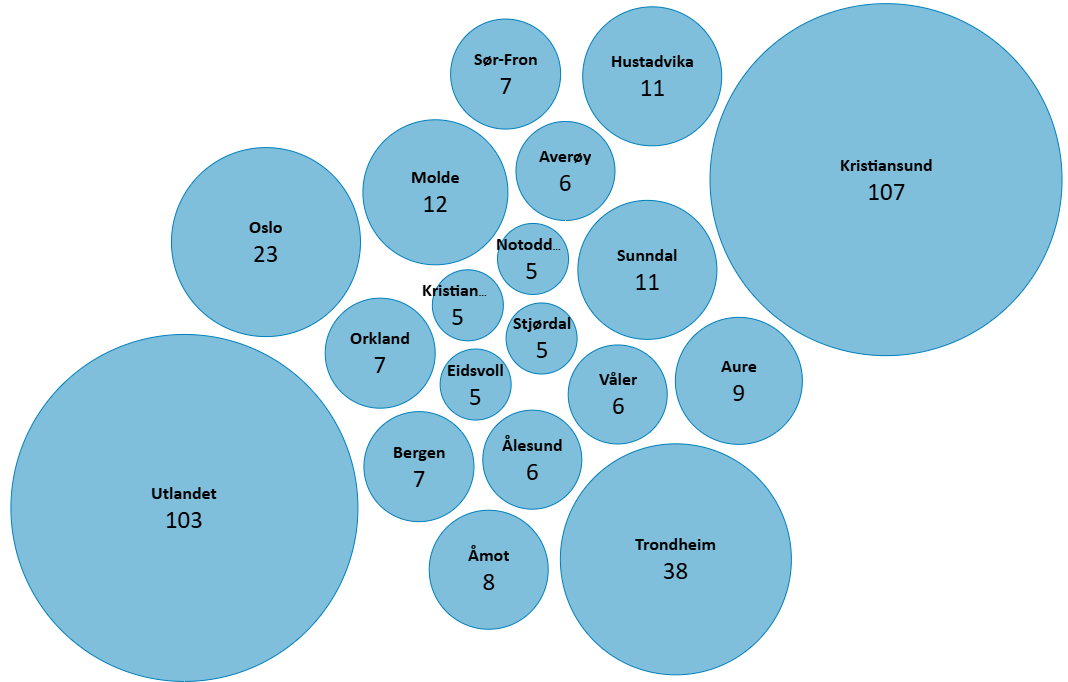 Sør-Fron
7
Hustadvika
11
Kristiansund
107
Averøy
6
Molde
12
Oslo
23
Notodd...
5
Sunndal
11
Kristian...
5
Stjørdal
5
Orkland
7
Eidsvoll
5
Våler
6
Aure
9
Bergen
7
Ålesund
6
Utlandet
103
Åmot
8
Trondheim
38